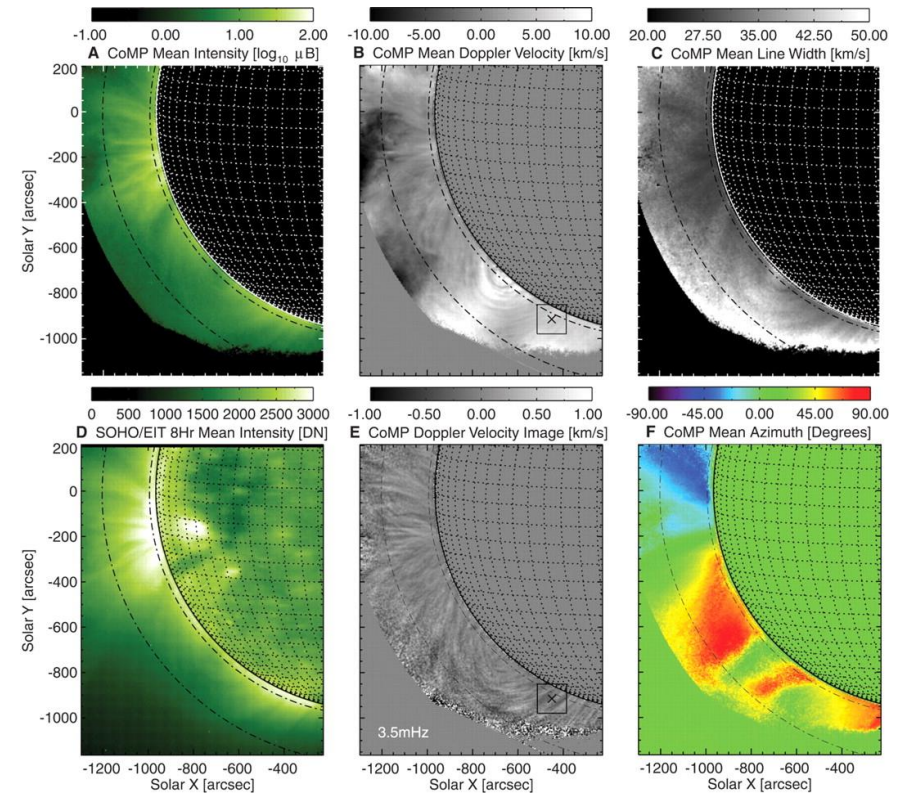 -1.00 0.00 1.00 2.00
A CoMP Mean Intensity [log₁₀ μB]
-10.00 -5.00 0.00 5.00 10.00
B CoMP Mean Doppler Velocity [km/s]
20.00 27.50 35.00 42.50 50.00
C CoMP Mean Line Width [km/s]
200
0
-200
-400
-600
-800
-1000
Solar Y [arcsec]
0 500 1000 1500 2000 2500 3000
D SOHO/EIT 8Hr Mean Intensity [DN]
-1.00 -0.50 0.00 0.50 1.00
E CoMP Doppler Velocity Image [km/s]
-90.00 -45.00 0.00 45.00 90.00
F CoMP Mean Azimuth [Degrees]
200
0
-200
-400
-600
-800
-1000
Solar Y [arcsec]
3.5mHz
-1200 -1000 -800 -600 -400
Solar X [arcsec]
-1200 -1000 -800 -600 -400
Solar X [arcsec]
-1200 -1000 -800 -600 -400
Solar X [arcsec]